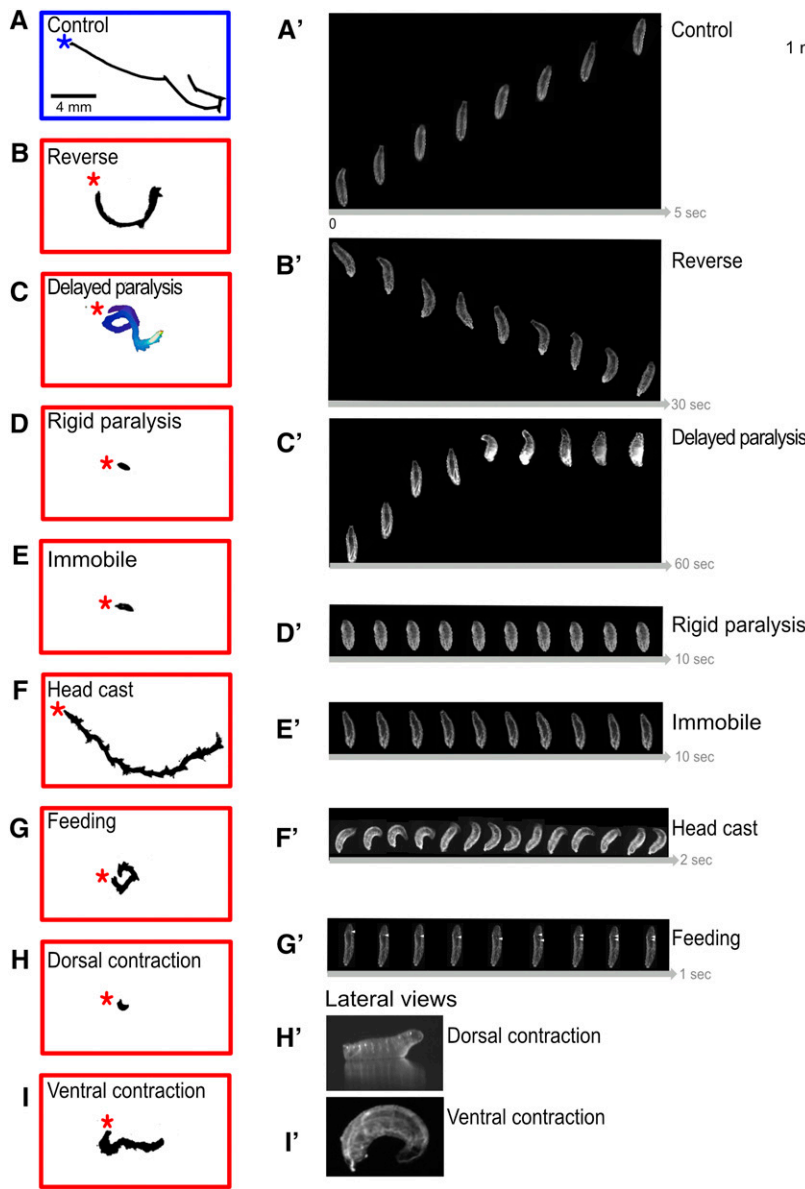 A
Control
4 mm
B
Reverse
C
Delayed paralysis
D
Rigid paralysis
E
Immobile
F
Head cast
G
Feeding
H
Dorsal contraction
I
Ventral contraction
A'
Control
1 r
0
5 sec
B'
Reverse
30 sec
C'
Delayed paralysis
60 sec
D'
Rigid paralysis
10 sec
E'
Immobile
10 sec
F'
Head cast
2 sec
G'
Feeding
1 sec
Lateral views
H'
Dorsal contraction
I'
Ventral contraction